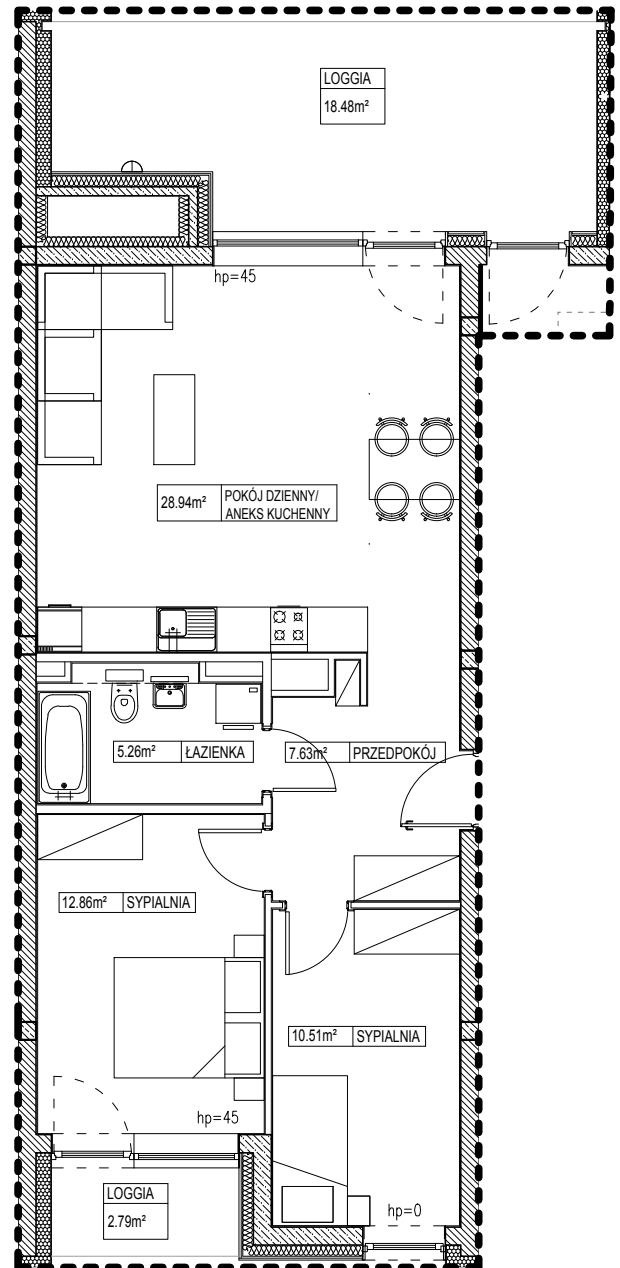 LOGGIA
18.48m²
hp=45
28.94m² POKÓJ DZIENNY/
ANEKS KUCHENNY
5.26m² ŁAZIENKA
7.63m² PRZEDPOKÓJ
12.86m² SYPIALNIA
10.51m² SYPIALNIA
hp=45
LOGGIA
2.79m²
hp=0